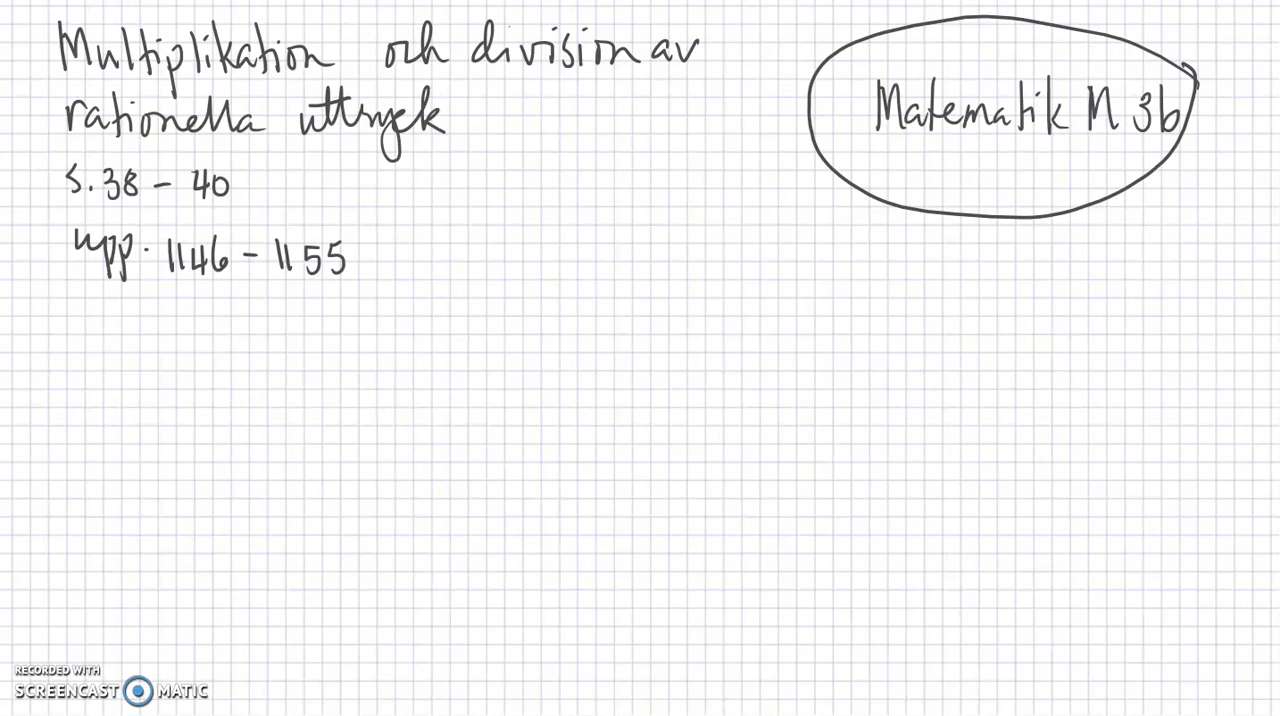 Multiplikation och division av
rationella uttryck
s. 38 - 40
upp. 1146 - 1155
Matematik M 3b
RECORDED WITH
SCREENCAST MATIC